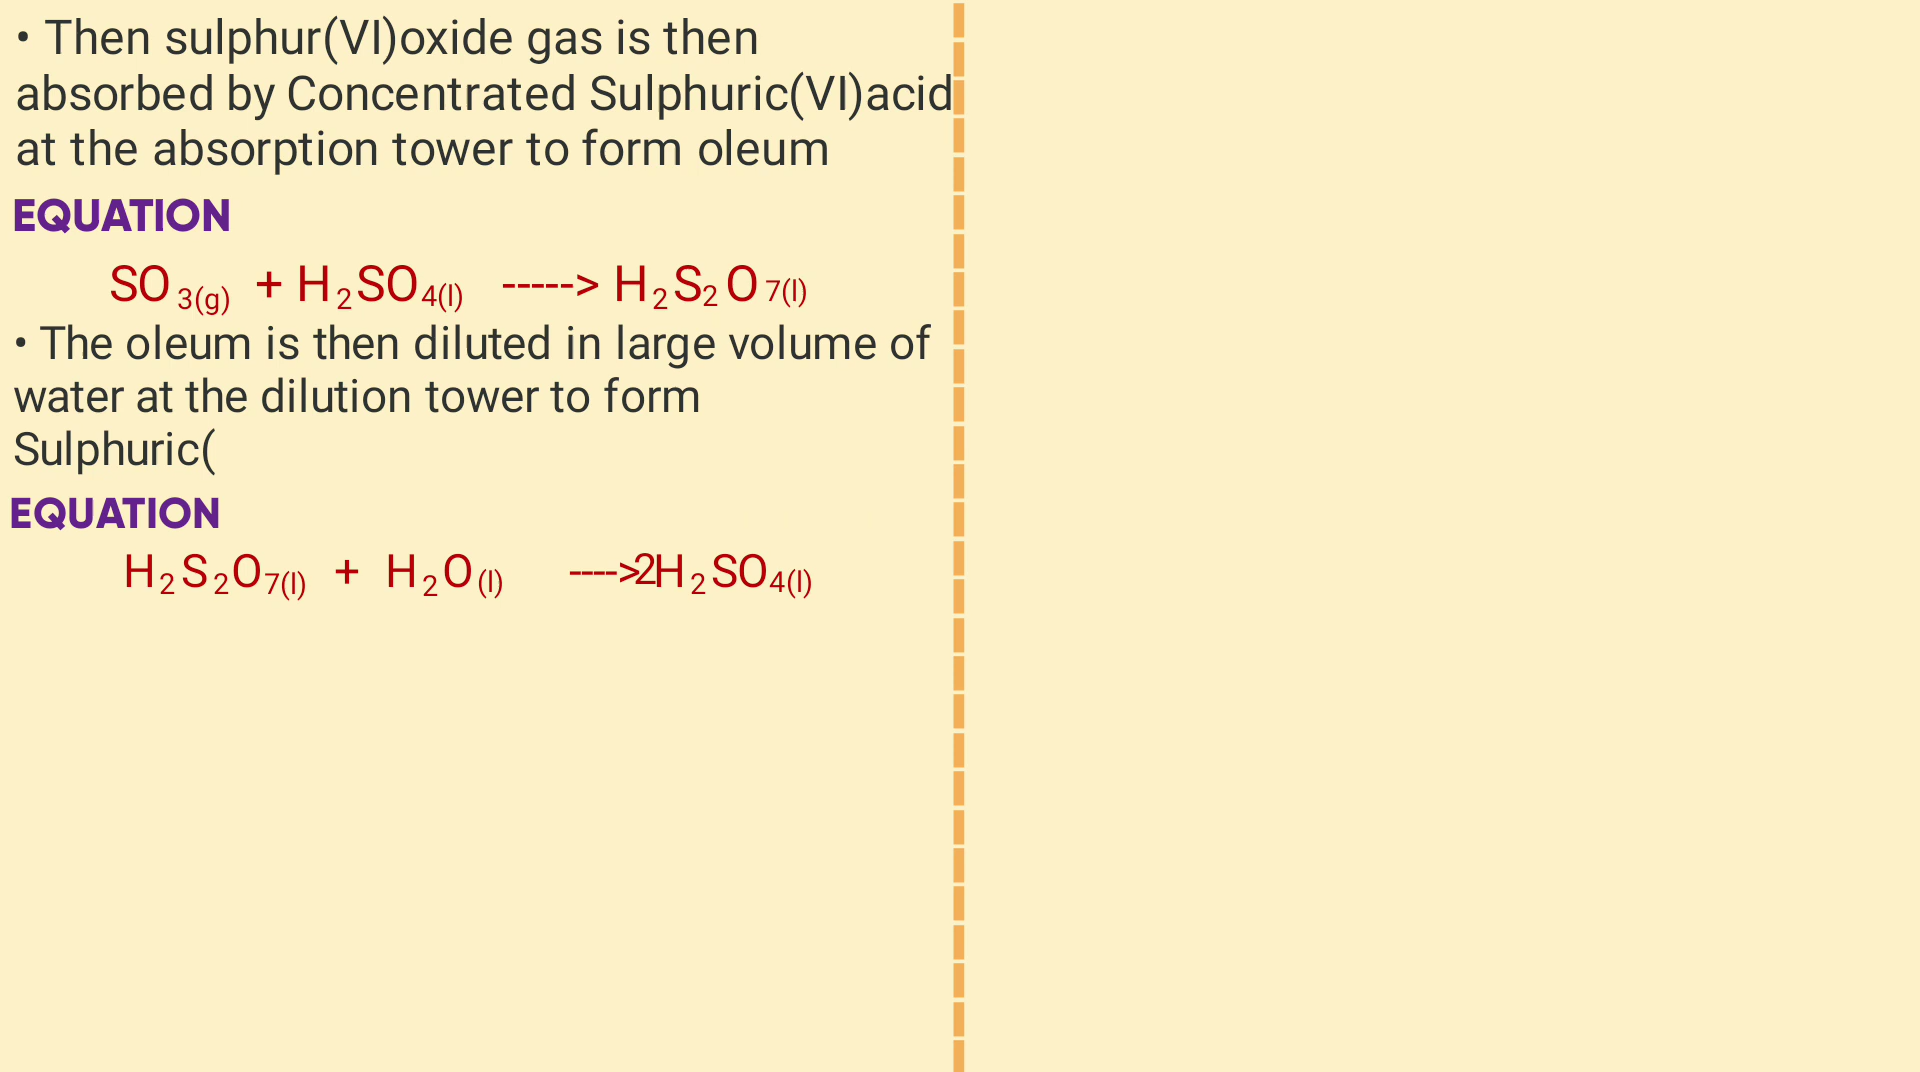 • Then sulphur(VI)oxide gas is then
absorbed by Concentrated Sulphuric(VI)acid
at the absorption tower to form oleum
EQUATION
SO₃(g) + H₂SO₄(l) -----> H₂S₂O₇(l)
• The oleum is then diluted in large volume of
water at the dilution tower to form
Sulphuric(
EQUATION
H₂S₂O₇(l) + H₂O(l) ---->2H₂SO₄(l)